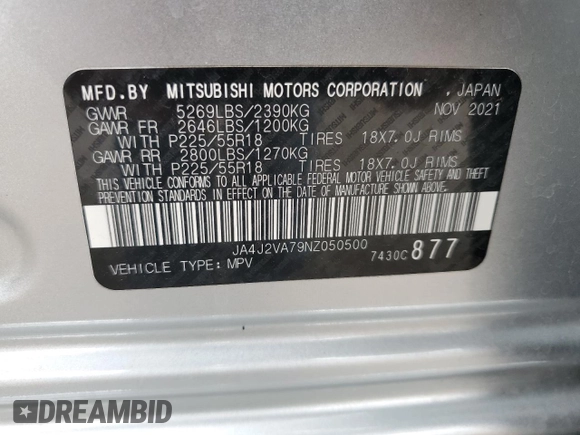 MFD.BY MITSUBISHI MOTORS CORPORATION , JAPAN
GVWR 5269LBS/2390KG NOV 2021
GAWR FR 2646LBS/1200KG
WITH P225/55R18 TIRES 18X7.0J RIMS
GAWR RR 2800LBS/1270KG
WITH P225/55R18 TIRES 18X7.0J RIMS
THIS VEHICLE CONFORMS TO ALL APPLICABLE FEDERAL MOTOR VEHICLE SAFETY AND THEFT
PREVENTION STANDARDS IN EFFECT ON THE DATE OF MANUFACTURE SHOWN ABOVE.
JA4J2VA79NZ050500
7430C 877
VEHICLE TYPE: MPV
DREAMBID